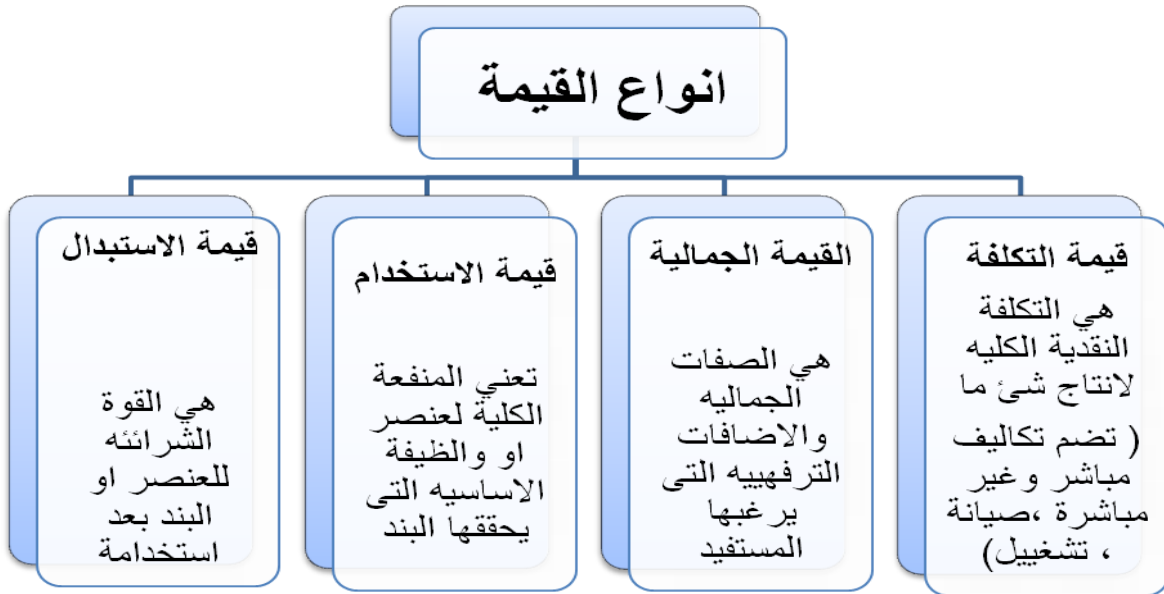 انواع القيمة
قيمة التكلفة
هي التكلفة
النقدية الكليه
لانتاج شئ ما
( تضم تكاليف
مباشر وغير
مباشرة ،صيانة
، تشغييل)
القيمة الجمالية
هي الصفات
الجماليه
والاضافات
الترفهييه التى
يرغبها
المستفيد
قيمة الاستخدام
تعني المنفعة
الكلية لعنصر
او والظيفة
الاساسيه التى
يحققها البند
قيمة الاستبدال
هي القوة
الشرائئه
للعنصر او
البند بعد
استخدامة